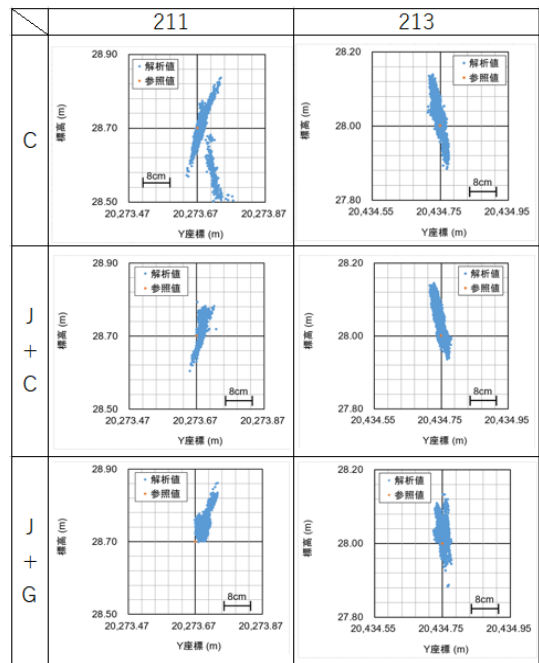 211
213
C
28.90
28.70
28.50
標高 (m)
解析値
参照値
8cm
20,273.47
20,273.67
20,273.87
Y座標 (m)
28.20
28.00
27.80
標高 (m)
解析値
参照値
8cm
20,434.55
20,434.75
20,434.95
Y座標 (m)
J
+
C
28.90
28.70
28.50
標高 (m)
解析値
参照値
8cm
20,273.47
20,273.67
20,273.87
Y座標 (m)
28.20
28.00
27.80
標高 (m)
解析値
参照値
8cm
20,434.55
20,434.75
20,434.95
Y座標 (m)
J
+
G
28.90
28.70
28.50
標高 (m)
解析値
参照値
8cm
20,273.47
20,273.67
20,273.87
Y座標 (m)
28.20
28.00
27.80
標高 (m)
解析値
参照値
8cm
20,434.55
20,434.75
20,434.95
Y座標 (m)